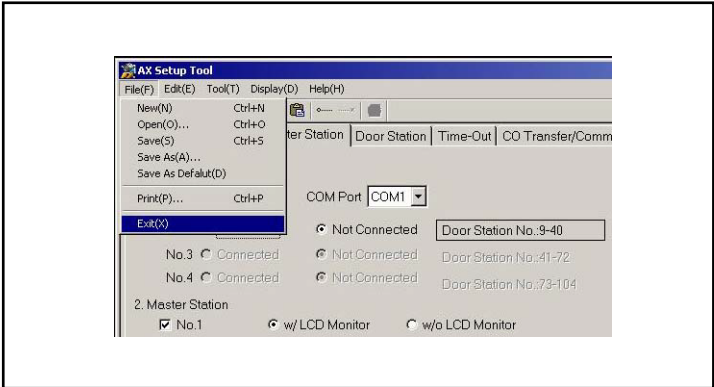 AX Setup Tool
File(F) Edit(E) Tool(T) Display(D) Help(H)
New(N) Ctrl+N
Open(O)... Ctrl+O
Save(S) Ctrl+S
Save As(A)...
Save As Defalut(D)
Print(P)... Ctrl+P
Exit(X)
ter Station Door Station Time-Out CO Transfer/Comm
COM Port COM1
Not Connected Door Station No.:9-40
No.3 Connected Not Connected Door Station No.:41-72
No.4 Connected Not Connected Door Station No.:73-104
2. Master Station
No.1 w/ LCD Monitor w/o LCD Monitor